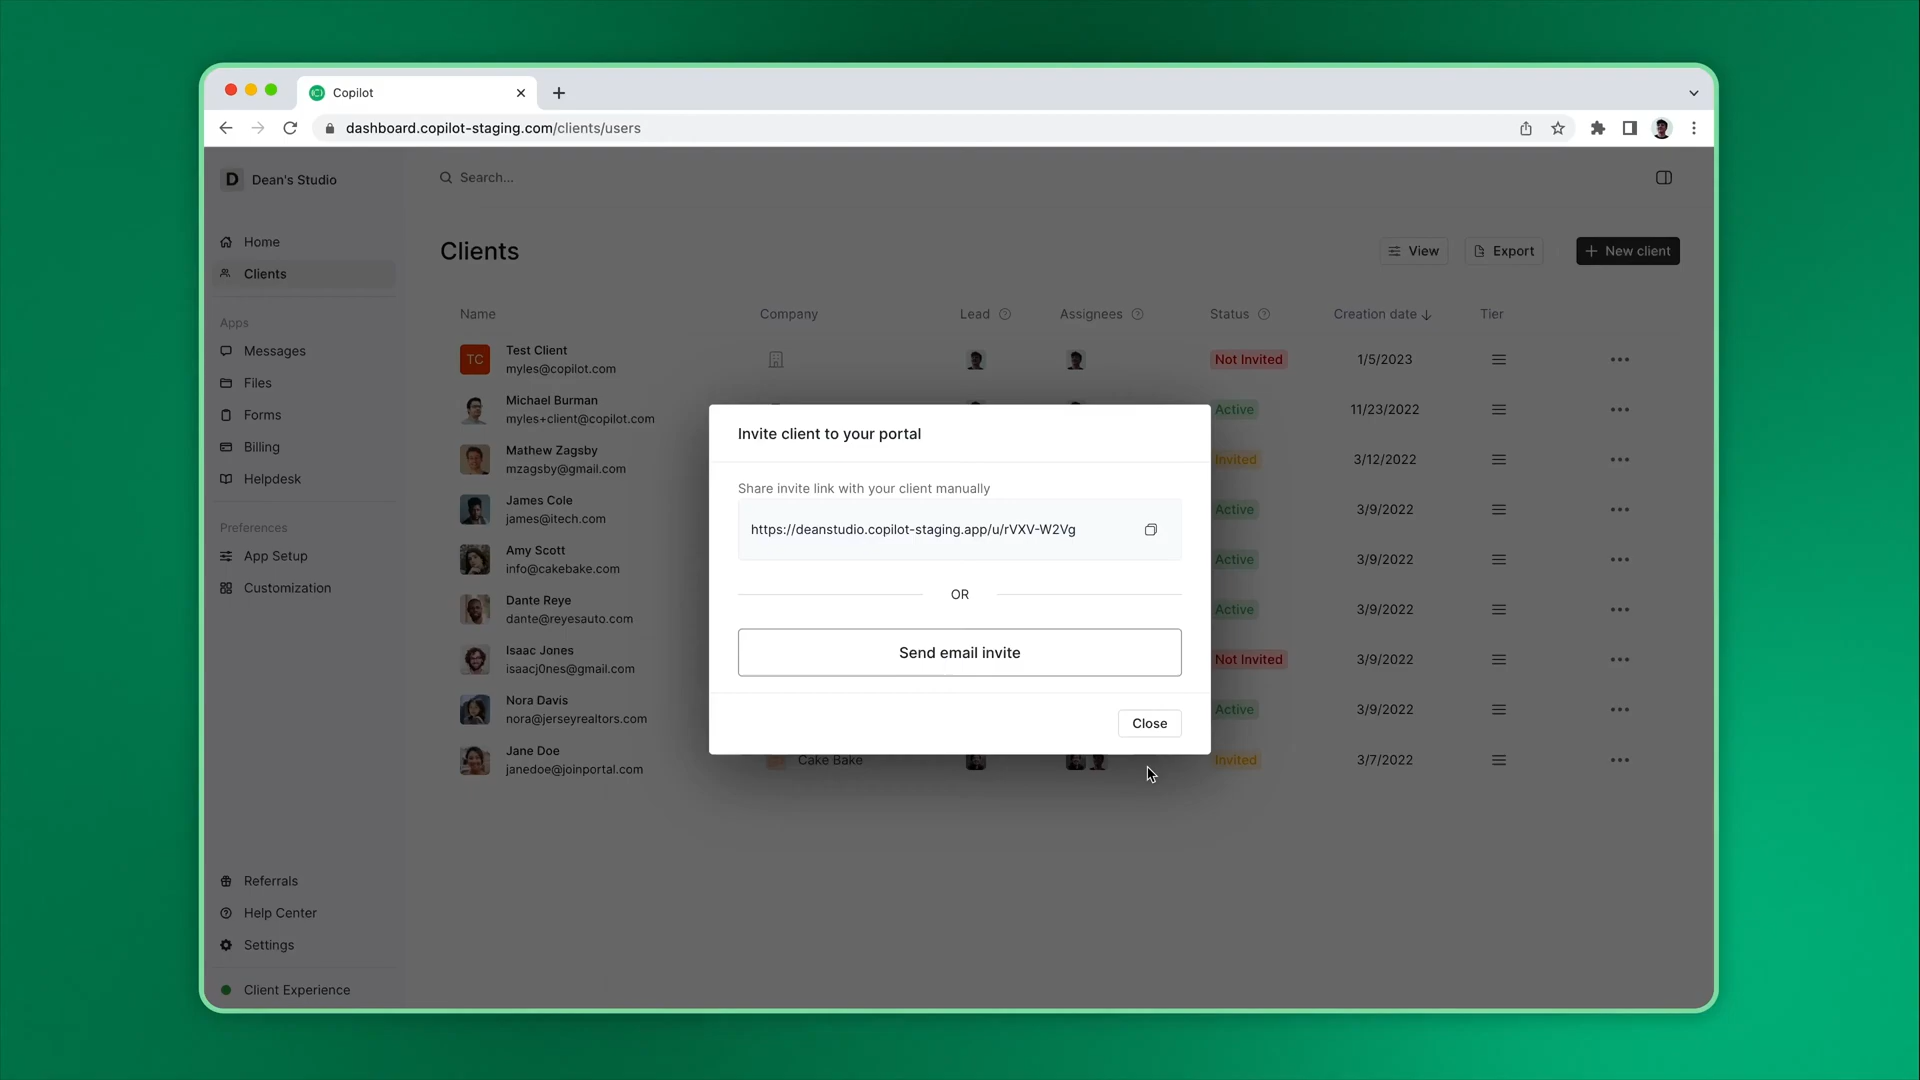 Copilot
dashboard.copilot-staging.com/clients/users
D Dean's Studio
Search...
Home
Clients
Apps
Messages
Files
Forms
Billing
Helpdesk
Preferences
App Setup
Customization
Referrals
Help Center
Settings
Client Experience
Clients
View
Export
New client
Name Company Lead Assignees Status Creation date Tier
TC Test Client
myles@copilot.com
Not Invited 1/5/2023
Michael Burman
myles+client@copilot.com
Active 11/23/2022
Mathew Zagsby
mzagsby@gmail.com
Invited 3/12/2022
James Cole
james@itech.com
Active 3/9/2022
Amy Scott
info@cakebake.com
Active 3/9/2022
Dante Reye
dante@reyesauto.com
Active 3/9/2022
Isaac Jones
isaacj0nes@gmail.com
Not Invited 3/9/2022
Nora Davis
nora@jerseyrealtors.com
Active 3/9/2022
Jane Doe
janedoe@joinportal.com
Cake Bake Invited 3/7/2022
Invite client to your portal
Share invite link with your client manually
https://deanstudio.copilot-staging.app/u/rVXV-W2Vg
OR
Send email invite
Close